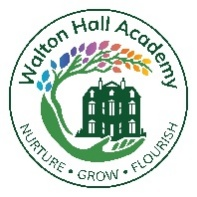 Walton Hall Academy
NURTURE • GROW • FLOURISH